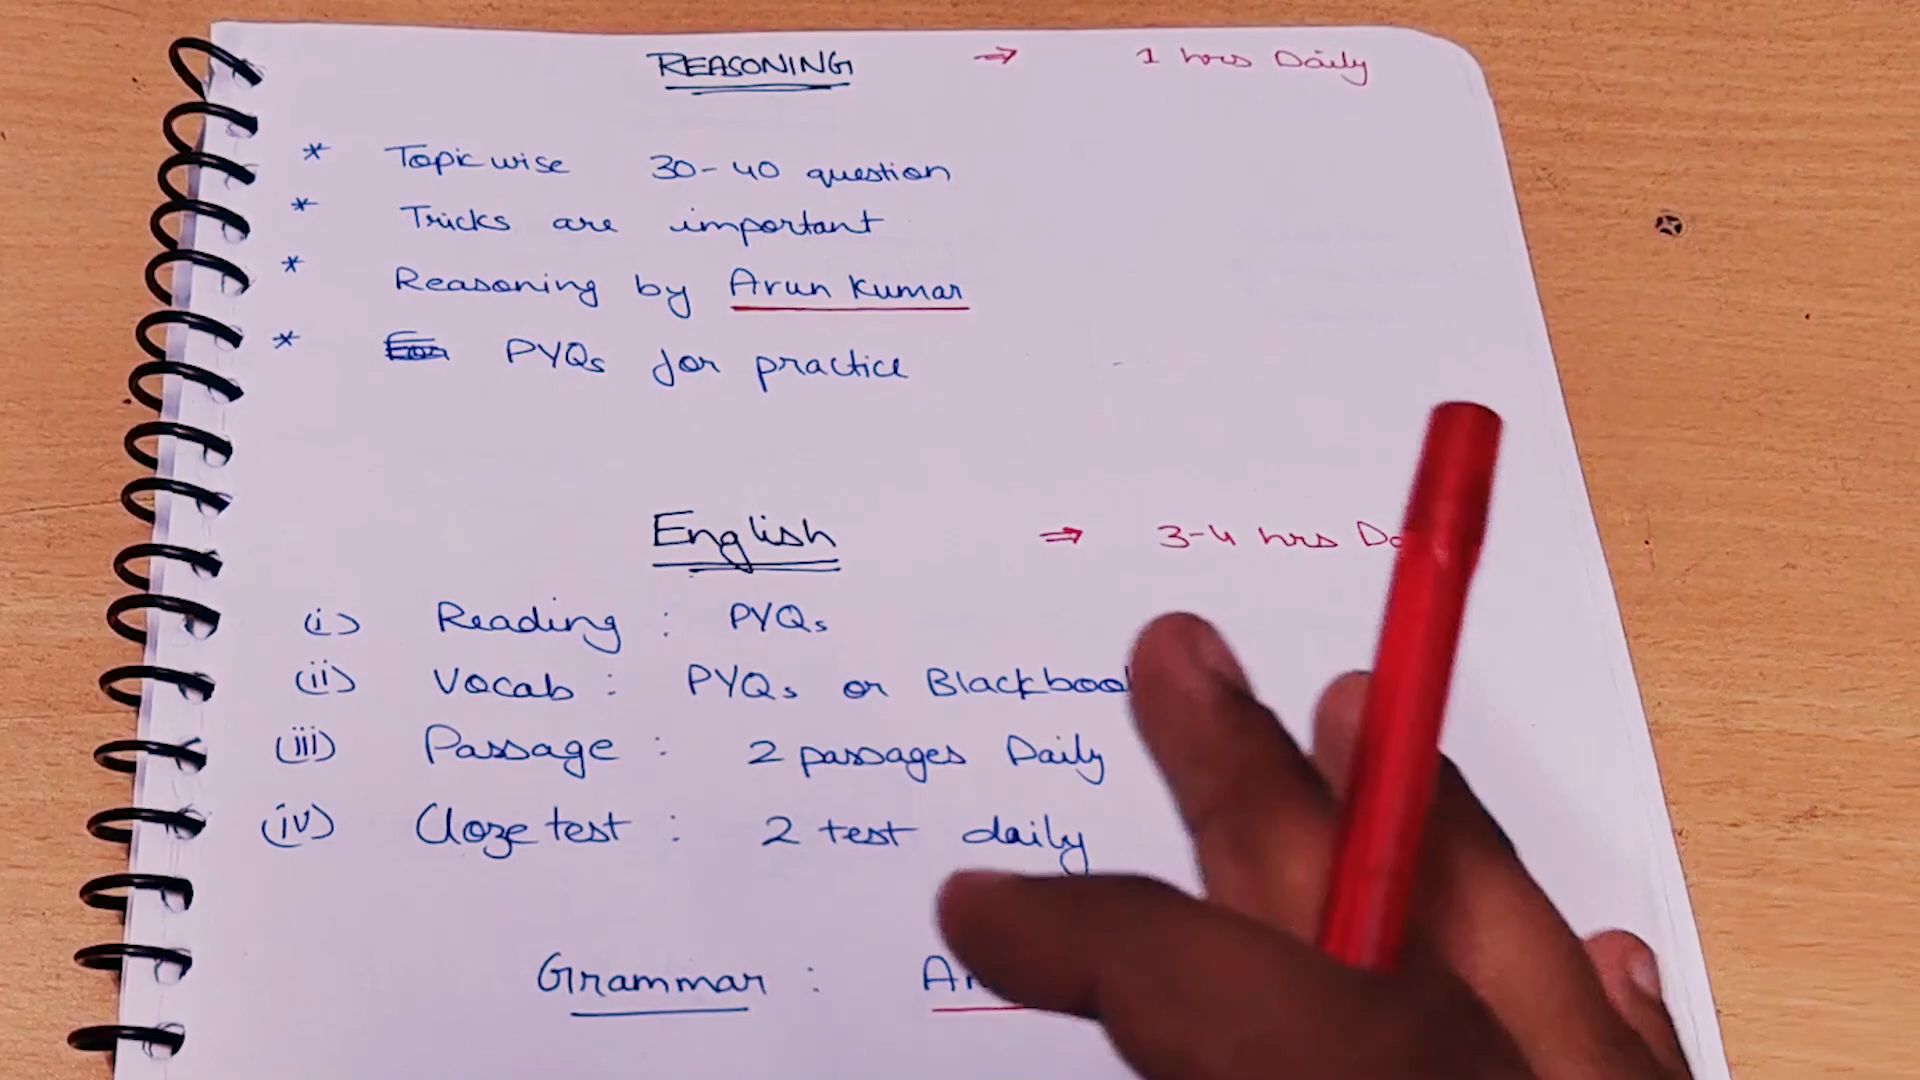 REASONING ⇒ 1 hrs Daily
* Topicwise 30-40 question
* Tricks are important
* Reasoning by Arun Kumar
* PYQs for practice
English ⇒ 3-4 hrs
(i) Reading : PYQs
(ii) Vocab : PYQs or Blackbook
(iii) Passage : 2 passages Daily
(iv) Cloze test : 2 test daily
Grammar :